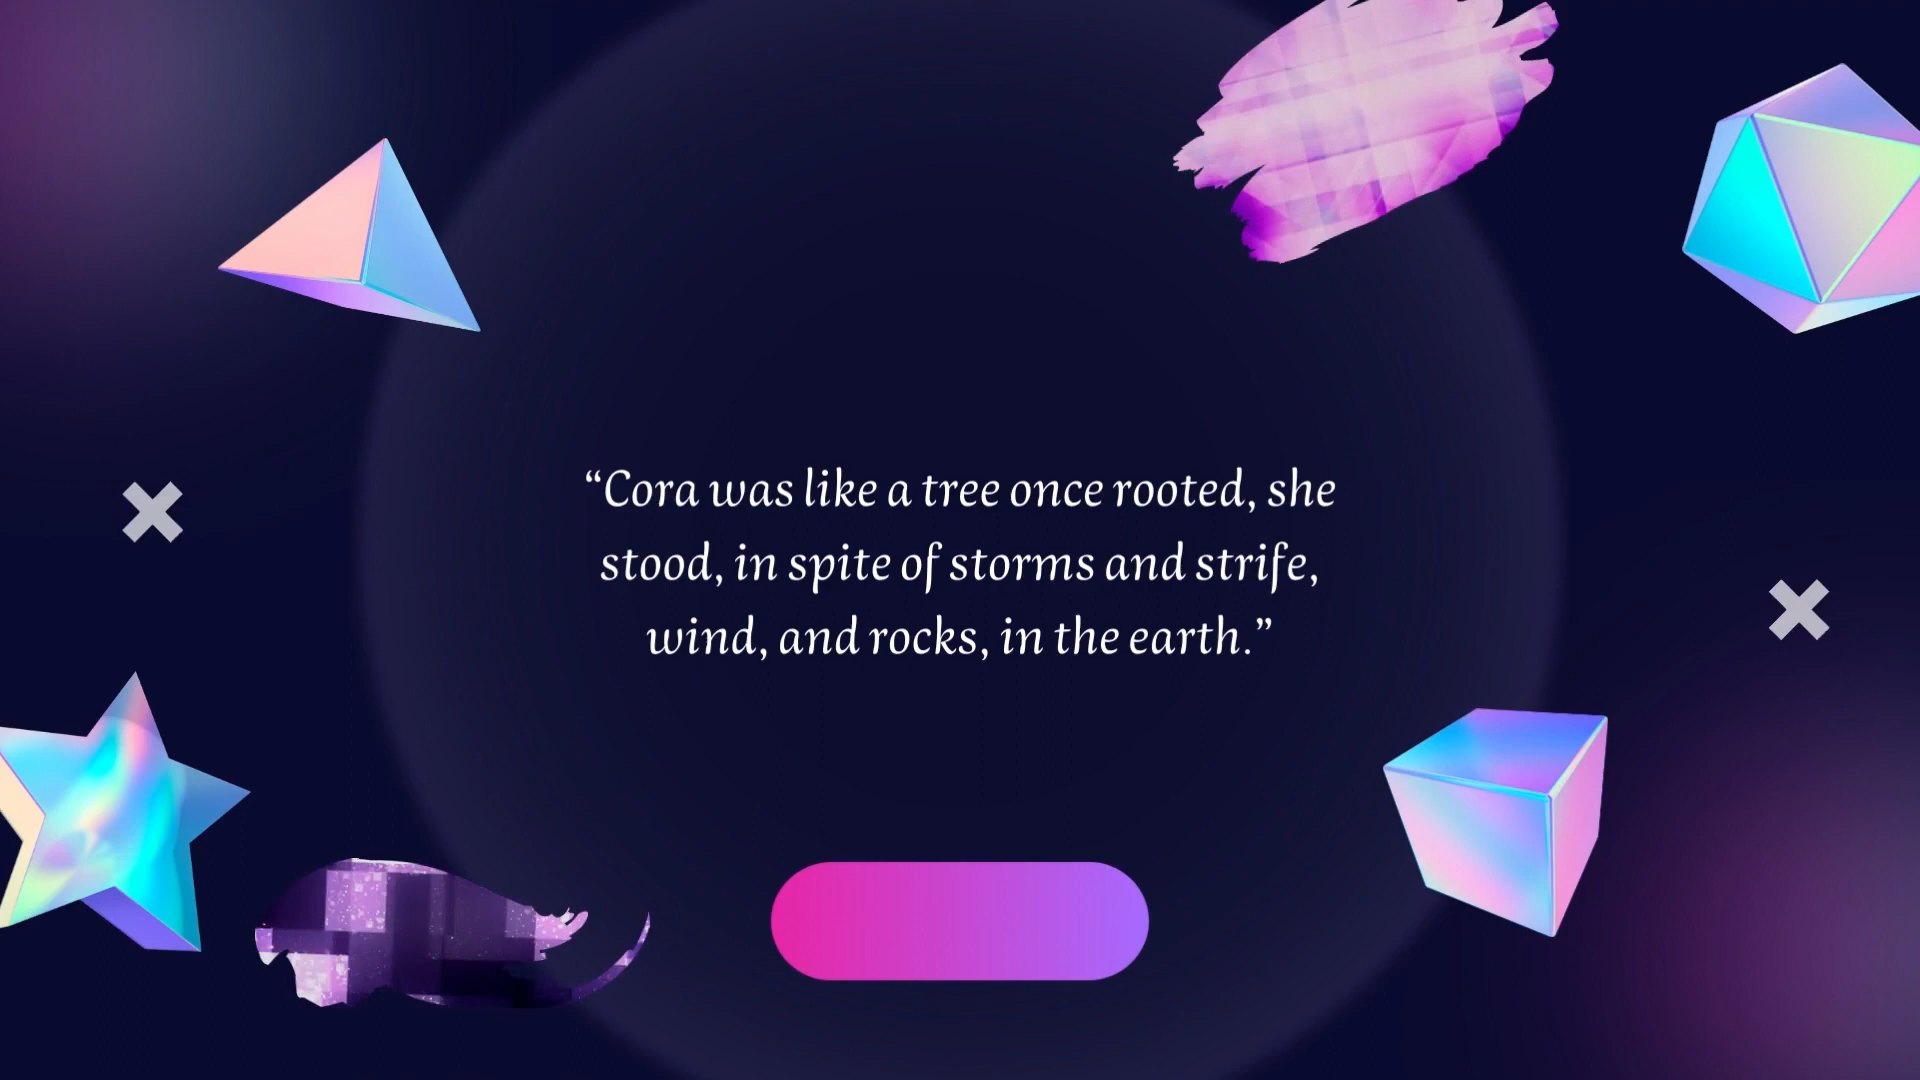 “Cora was like a tree once rooted, she
stood, in spite of storms and strife,
wind, and rocks, in the earth.”